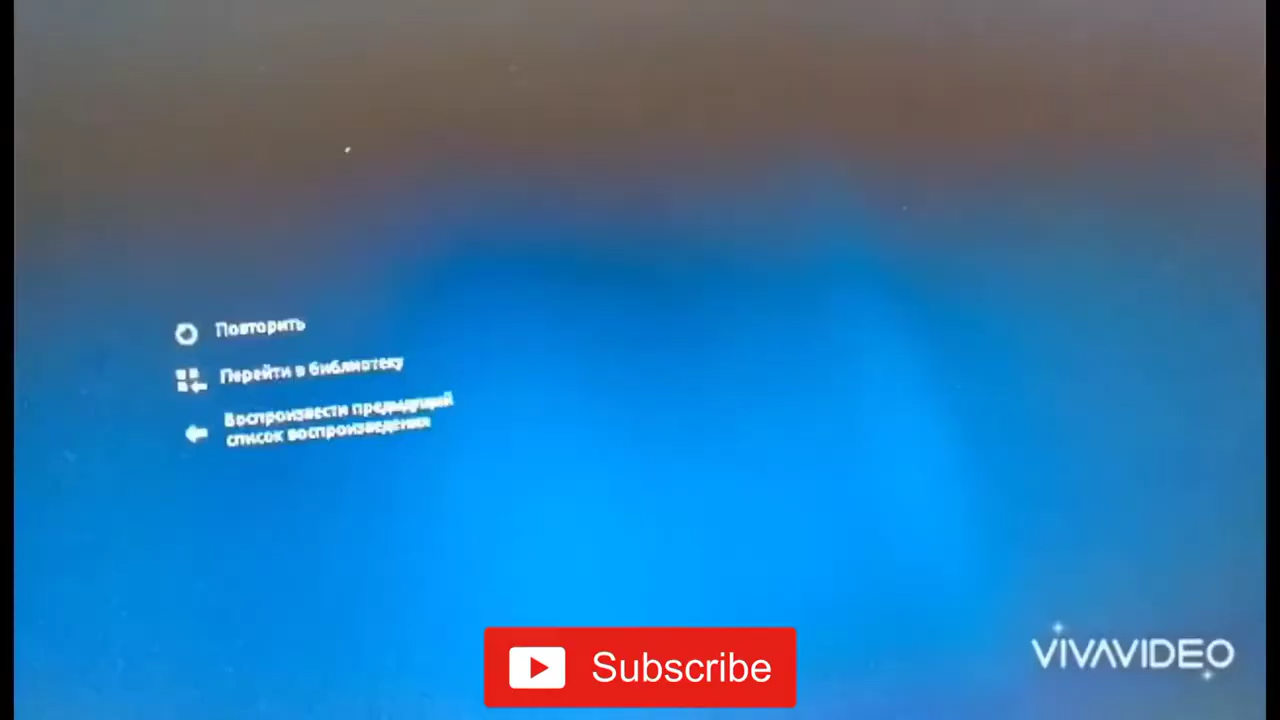 Повторить
Перейти в библиотеку
Воспроизвести предыдущий
список воспроизведения
Subscribe
VIVAVIDEO